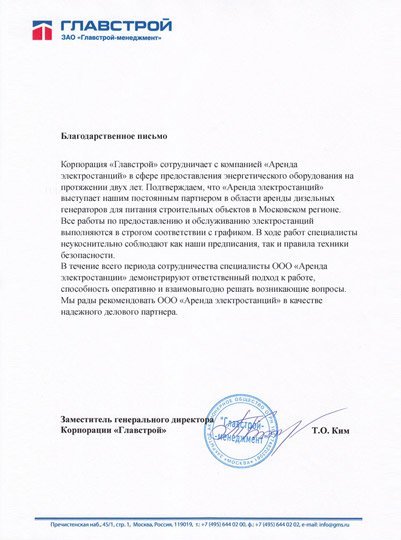 ГЛАВСТРОЙ
ЗАО «Главстрой-менеджмент»
Благодарственное письмо
Корпорация «Главстрой» сотрудничает с компанией «Аренда
электростанций» в сфере предоставления энергетического оборудования на
протяжении двух лет. Подтверждаем, что «Аренда электростанций»
выступает нашим постоянным партнером в области аренды дизельных
генераторов для питания строительных объектов в Московском регионе.
Все работы по предоставлению и обслуживанию электростанций
выполняются в строгом соответствии с графиком. В ходе работ специалисты
неукоснительно соблюдают как наши предписания, так и правила техники
безопасности.
В течение всего периода сотрудничества специалисты ООО «Аренда
электростанции» демонстрируют ответственный подход к работе,
способность оперативно и взаимовыгодно решать возникающие вопросы.
Мы рады рекомендовать ООО «Аренда электростанций» в качестве
надежного делового партнера.
Заместитель генерального директора
Корпорации «Главстрой»
Т.О. Ким
"Главстрой-
-менеджмент"
МОСКВА
Пречистенская наб., 45/1, стр. 1, Москва, Россия, 119019, т.: +7 (495) 644 02 00, ф.: +7 (495) 644 02 02, e-mail: info@gms.ru